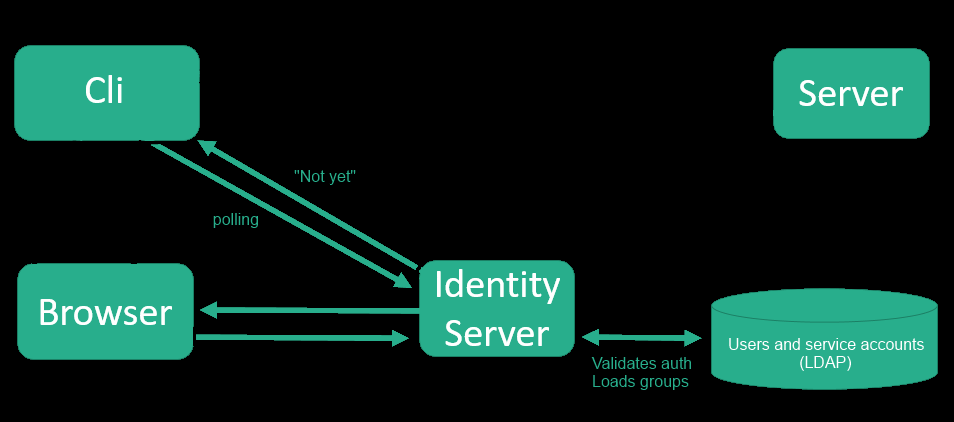 Cli
Server
"Not yet"
polling
Browser
Identity
Server
Users and service accounts
(LDAP)
Validates auth
Loads groups